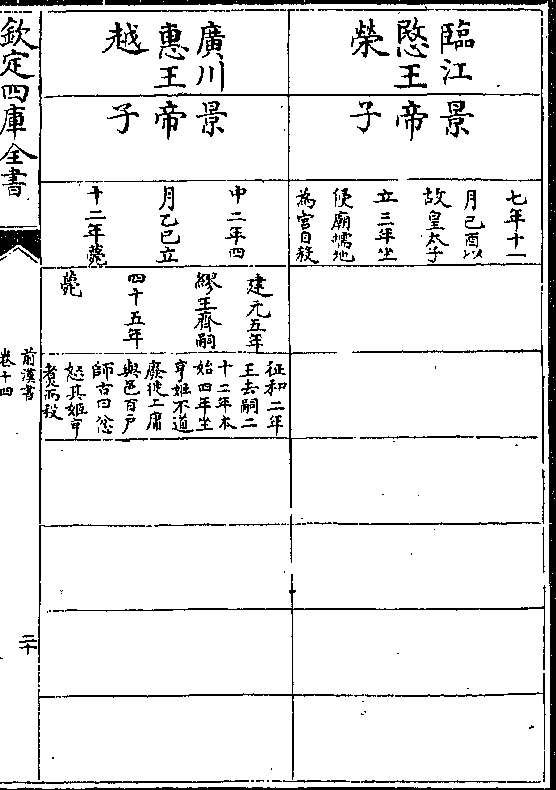 臨江
愍王
榮
景
帝
子
七年十一
月己酉以
故皇太子
立三年坐
侵廟壖地
為宮自殺
廣川
惠王
越
景
帝
子
中二年四
月乙巳立
十二年薨
建元五年
繆王齊嗣
四十五年
薨
征和二年
王去嗣二
十二年本
始四年坐
亨姬不道
廢徙上庸
與邑百戶
師古曰忿
怒其姬亨
煑而殺
欽定四庫全書
前漢書
卷十四
二十